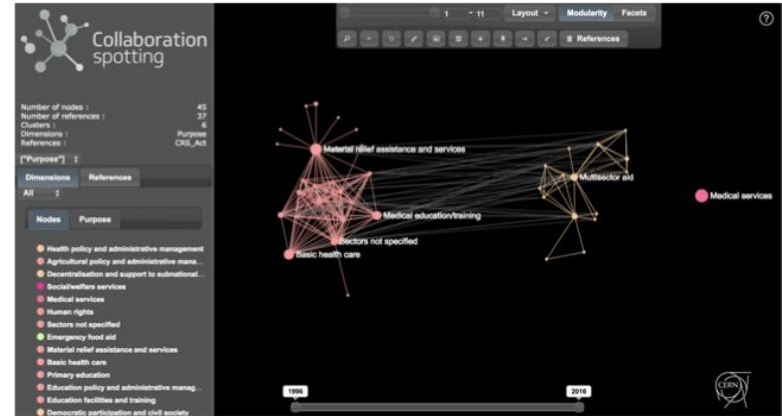 Collaboration
spotting
1 - 11 Layout Modularity Facets
References
?
Number of nodes : 45
Number of references : 37
Clusters : 6
Dimensions : Purpose
References : CRS_Act
["Purpose"]
Dimensions References
All
Nodes Purpose
Health policy and administrative management
Agricultural policy and administrative mana...
Decentralisation and support to subnational...
Social/welfare services
Medical services
Human rights
Sectors not specified
Emergency food aid
Material relief assistance and services
Basic health care
Primary education
Education policy and administrative manag...
Education facilities and training
Democratic participation and civil society
Material relief assistance and services
Multisector aid
Medical services
Medical education/training
Sectors not specified
Basic health care
1996 2016
CERN